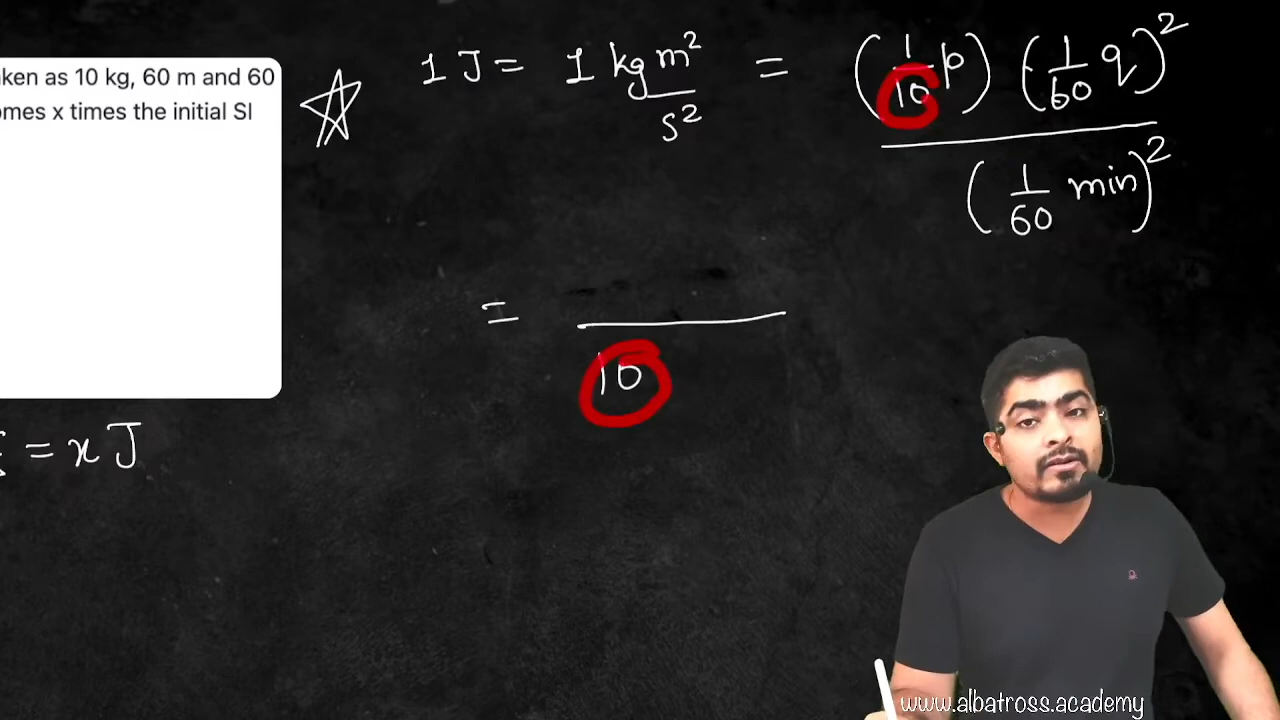 aken as 10 kg, 60 m and 60
omes x times the initial SI
1 J = 1 kg m² / s² = (1/10 p) (1/60 q)² / (1/60 min)²
= / 10
= x J
www.albatross.academy